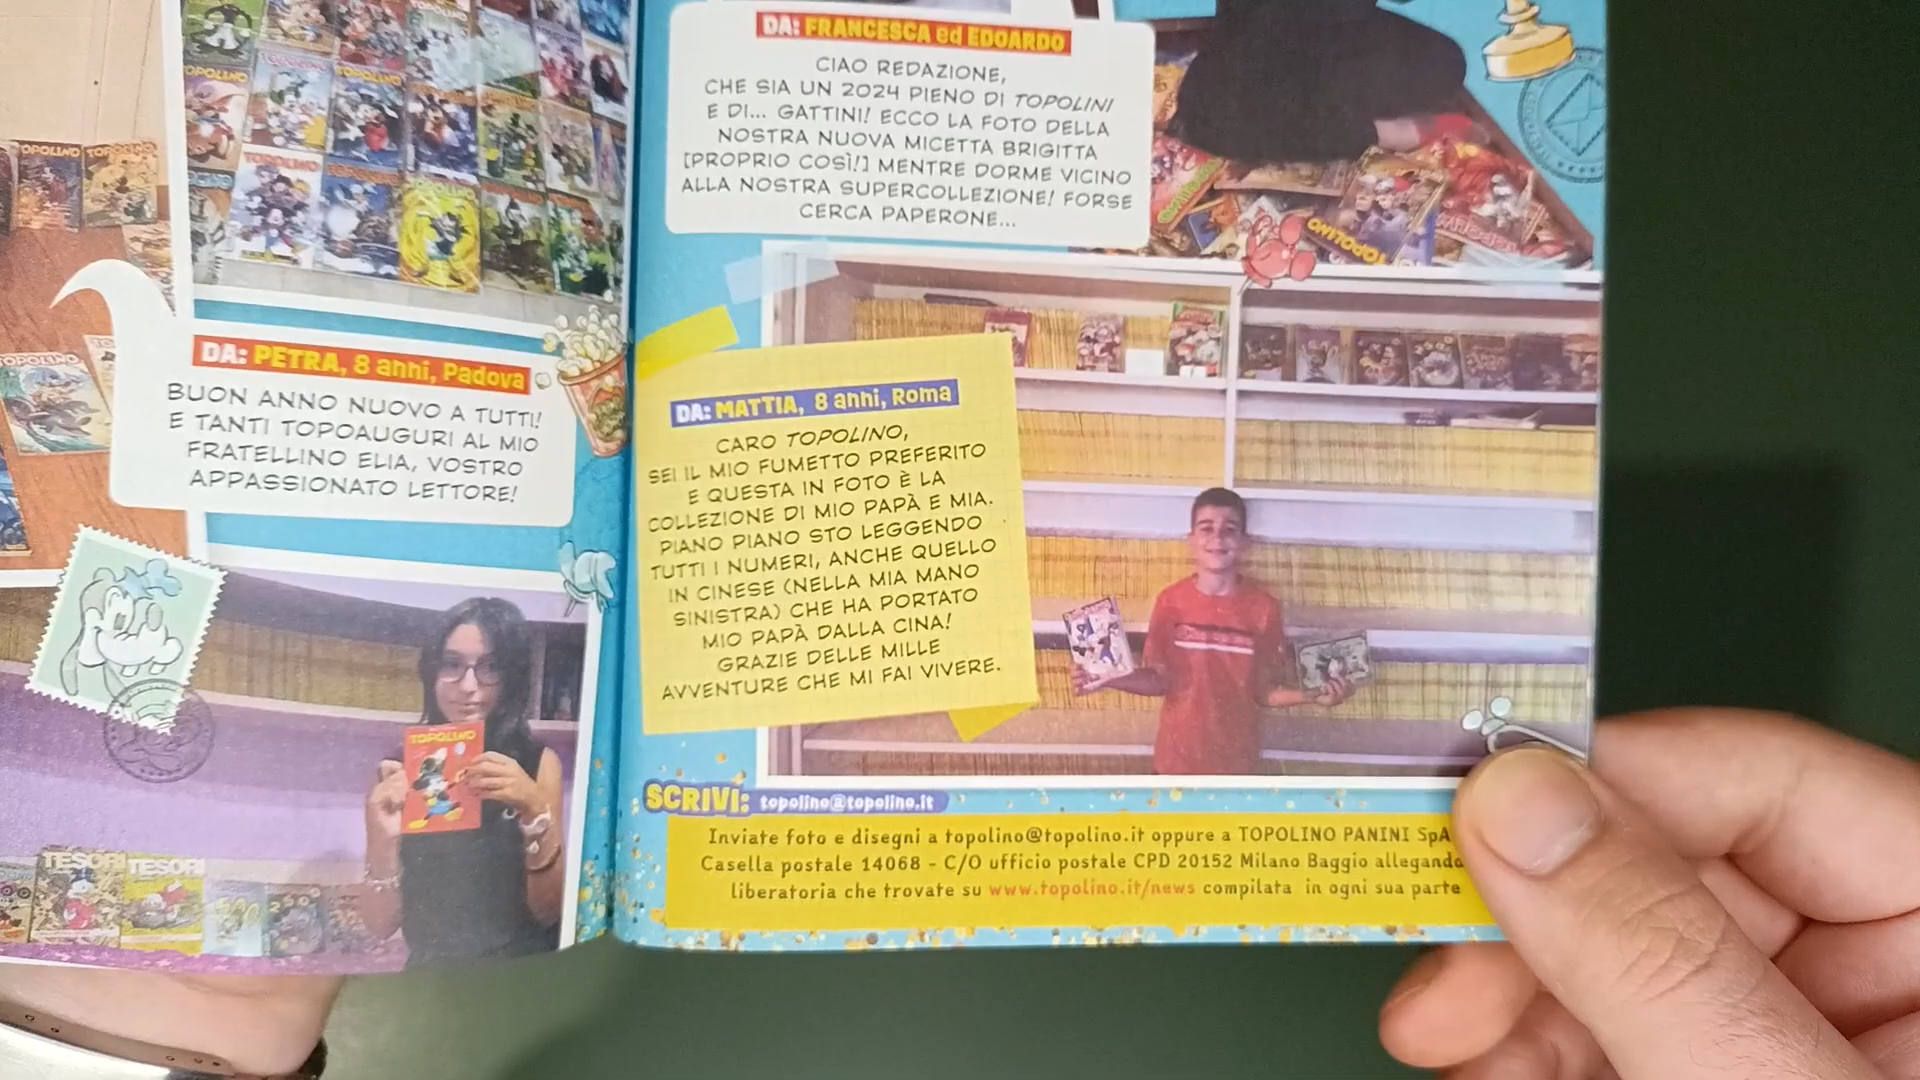 DA: PETRA, 8 anni, Padova
BUON ANNO NUOVO A TUTTI!
E TANTI TOPOAUGURI AL MIO
FRATELLINO ELIA, VOSTRO
APPASSIONATO LETTORE!
TOPOLINO
TESORI
TESORI
DA: FRANCESCA ed EDOARDO
CIAO REDAZIONE,
CHE SIA UN 2024 PIENO DI TOPOLINI
E DI... GATTINI! ECCO LA FOTO DELLA
NOSTRA NUOVA MICETTA BRIGITTA
[PROPRIO COSÌ!] MENTRE DORME VICINO
ALLA NOSTRA SUPERCOLLEZIONE! FORSE
CERCA PAPERONE...
TOPOLINO
DA: MATTIA, 8 anni, Roma
CARO TOPOLINO,
SEI IL MIO FUMETTO PREFERITO
E QUESTA IN FOTO È LA
COLLEZIONE DI MIO PAPÀ E MIA.
PIANO PIANO STO LEGGENDO
TUTTI I NUMERI, ANCHE QUELLO
IN CINESE (NELLA MIA MANO
SINISTRA) CHE HA PORTATO
MIO PAPÀ DALLA CINA!
GRAZIE DELLE MILLE
AVVENTURE CHE MI FAI VIVERE.
SCRIVI: topolino@topolino.it
Inviate foto e disegni a topolino@topolino.it oppure a TOPOLINO PANINI SpA
Casella postale 14068 - C/O ufficio postale CPD 20152 Milano Baggio allegando
liberatoria che trovate su www.topolino.it/news compilata in ogni sua parte